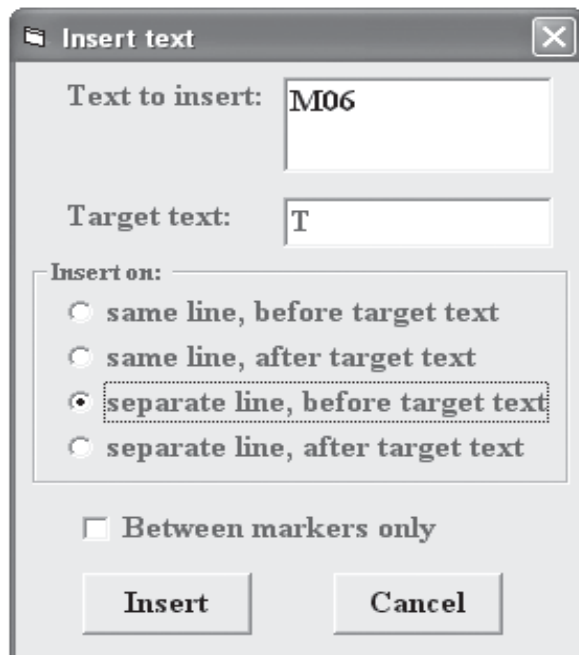 Insert text
Text to insert: M06
Target text: T
Insert on:
same line, before target text
same line, after target text
separate line, before target text
separate line, after target text
Between markers only
Insert Cancel